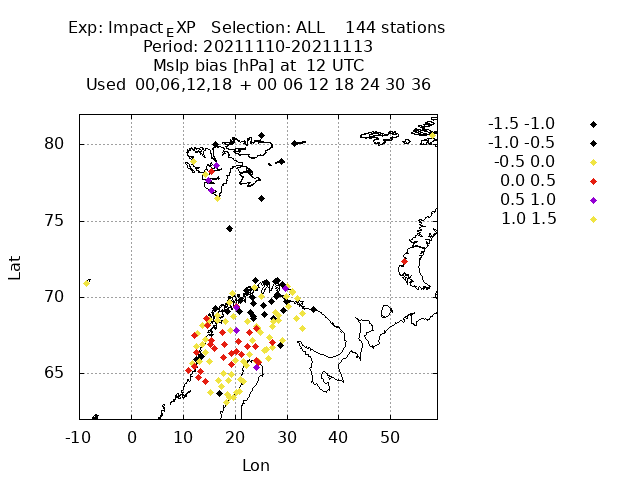 Exp: Impact_EXP   Selection: ALL    144 stations
Period: 20211110-20211113
Mslp bias [hPa] at  12 UTC
Used  00,06,12,18 + 00 06 12 18 24 30 36
-1.5 -1.0
-1.0 -0.5
-0.5 0.0
0.0 0.5
0.5 1.0
1.0 1.5
80
75
70
65
Lat
-10 0 10 20 30 40 50
Lon